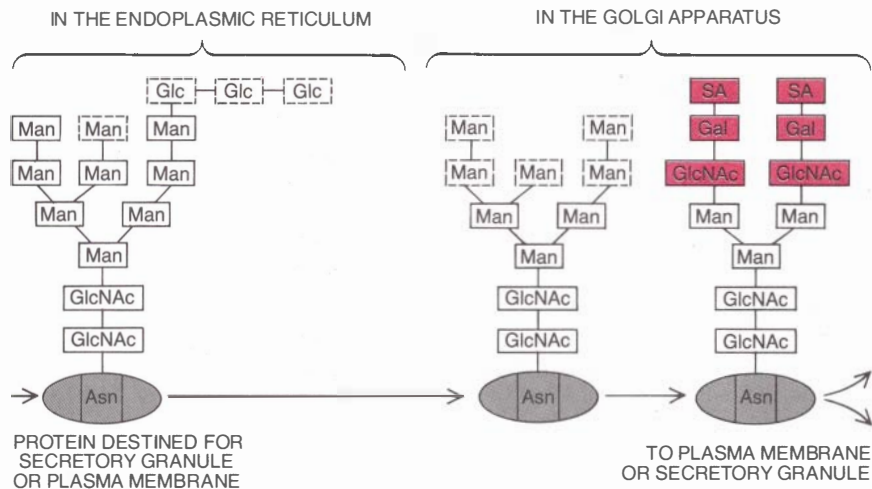 IN THE ENDOPLASMIC RETICULUM
IN THE GOLGI APPARATUS
Glc Glc Glc
Man Man Man
Man Man Man
Man Man
Man
GlcNAc
GlcNAc
Asn
PROTEIN DESTINED FOR
SECRETORY GRANULE
OR PLASMA MEMBRANE
Man Man
Man Man Man
Man Man
Man
GlcNAc
GlcNAc
Asn
SA SA
Gal Gal
GlcNAc GlcNAc
Man Man
Man
GlcNAc
GlcNAc
Asn
TO PLASMA MEMBRANE
OR SECRETORY GRANULE